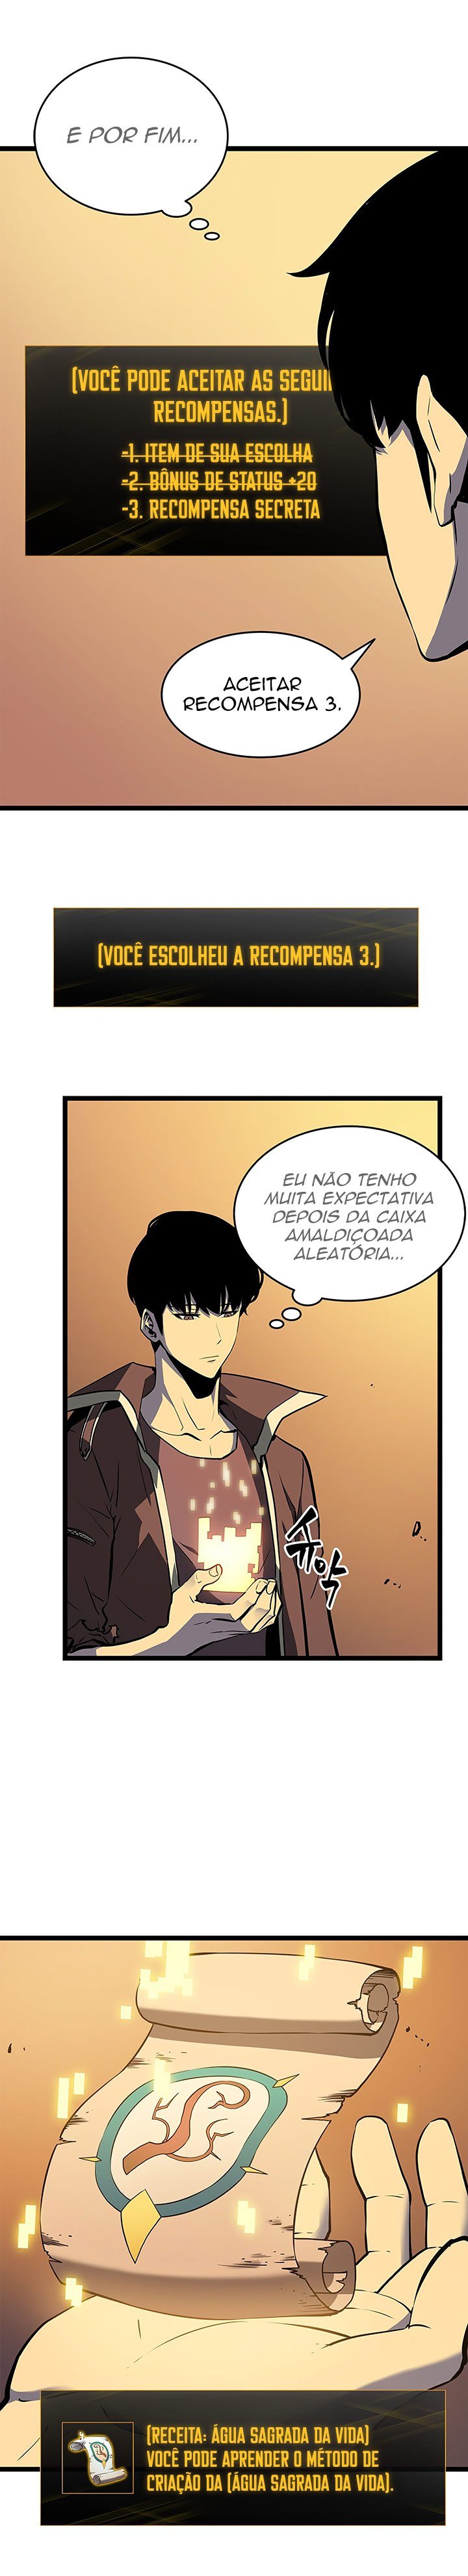 E POR FIM...
(VOCÊ PODE ACEITAR AS
RECOMPENSAS.)
-1. ITEM DE SUA ESCOLHA
-2. BÔNUS DE STATUS +20
-3. RECOMPENSA SECRETA
ACEITAR
RECOMPENSA 3.
(VOCÊ ESCOLHEU A RECOMPENSA 3.)
EU NÃO TENHO
MUITA EXPECTATIVA
DEPOIS DA CAIXA
AMALDIÇOADA
ALEATÓRIA...
슈악
(RECEITA: ÁGUA SAGRADA DA VIDA)
VOCÊ PODE APRENDER O MÉTODO DE
CRIAÇÃO DA (ÁGUA SAGRADA DA VIDA).